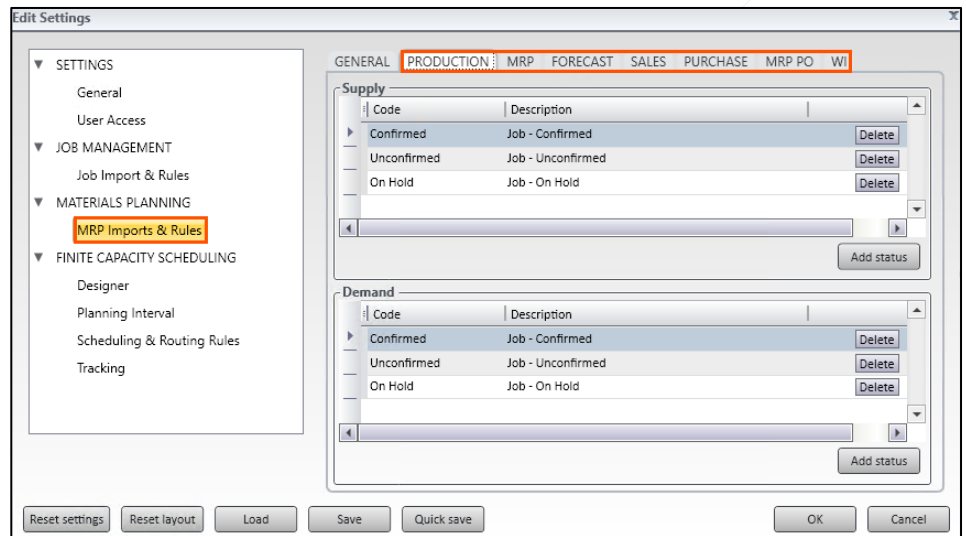 Edit Settings
X
SETTINGS
General
User Access
JOB MANAGEMENT
Job Import & Rules
MATERIALS PLANNING
MRP Imports & Rules
FINITE CAPACITY SCHEDULING
Designer
Planning Interval
Scheduling & Routing Rules
Tracking
GENERAL PRODUCTION MRP FORECAST SALES PURCHASE MRP PO WI
Supply
Code Description
Confirmed Job - Confirmed Delete
Unconfirmed Job - Unconfirmed Delete
On Hold Job - On Hold Delete
Add status
Demand
Code Description
Confirmed Job - Confirmed Delete
Unconfirmed Job - Unconfirmed Delete
On Hold Job - On Hold Delete
Add status
Reset settings Reset layout Load Save Quick save OK Cancel